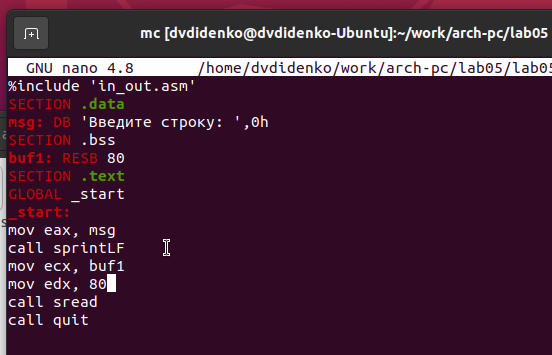 mc [dvdidenko@dvdidenko-Ubuntu]:~/work/arch-pc/lab05
GNU nano 4.8 /home/dvdidenko/work/arch-pc/lab05/lab05
%include 'in_out.asm'
SECTION .data
msg: DB 'Введите строку: ',0h
SECTION .bss
buf1: RESB 80
SECTION .text
GLOBAL _start
_start:
mov eax, msg
call sprintLF
mov ecx, buf1
mov edx, 80
call sread
call quit